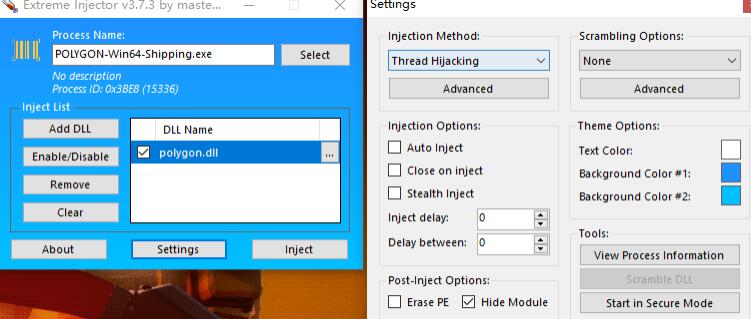 Extreme Injector v3.7.3 by maste...
Process Name:
POLYGON-Win64-Shipping.exe
Select
No description
Process ID: 0x3BE8 (15336)
Inject List
Add DLL
Enable/Disable
Remove
Clear
DLL Name
polygon.dll
...
About
Settings
Inject
Settings
Injection Method:
Thread Hijacking
Advanced
Scrambling Options:
None
Advanced
Injection Options:
Auto Inject
Close on inject
Stealth Inject
Inject delay: 0
Delay between: 0
Theme Options:
Text Color:
Background Color #1:
Background Color #2:
Tools:
View Process Information
Scramble DLL
Start in Secure Mode
Post-Inject Options:
Erase PE
Hide Module